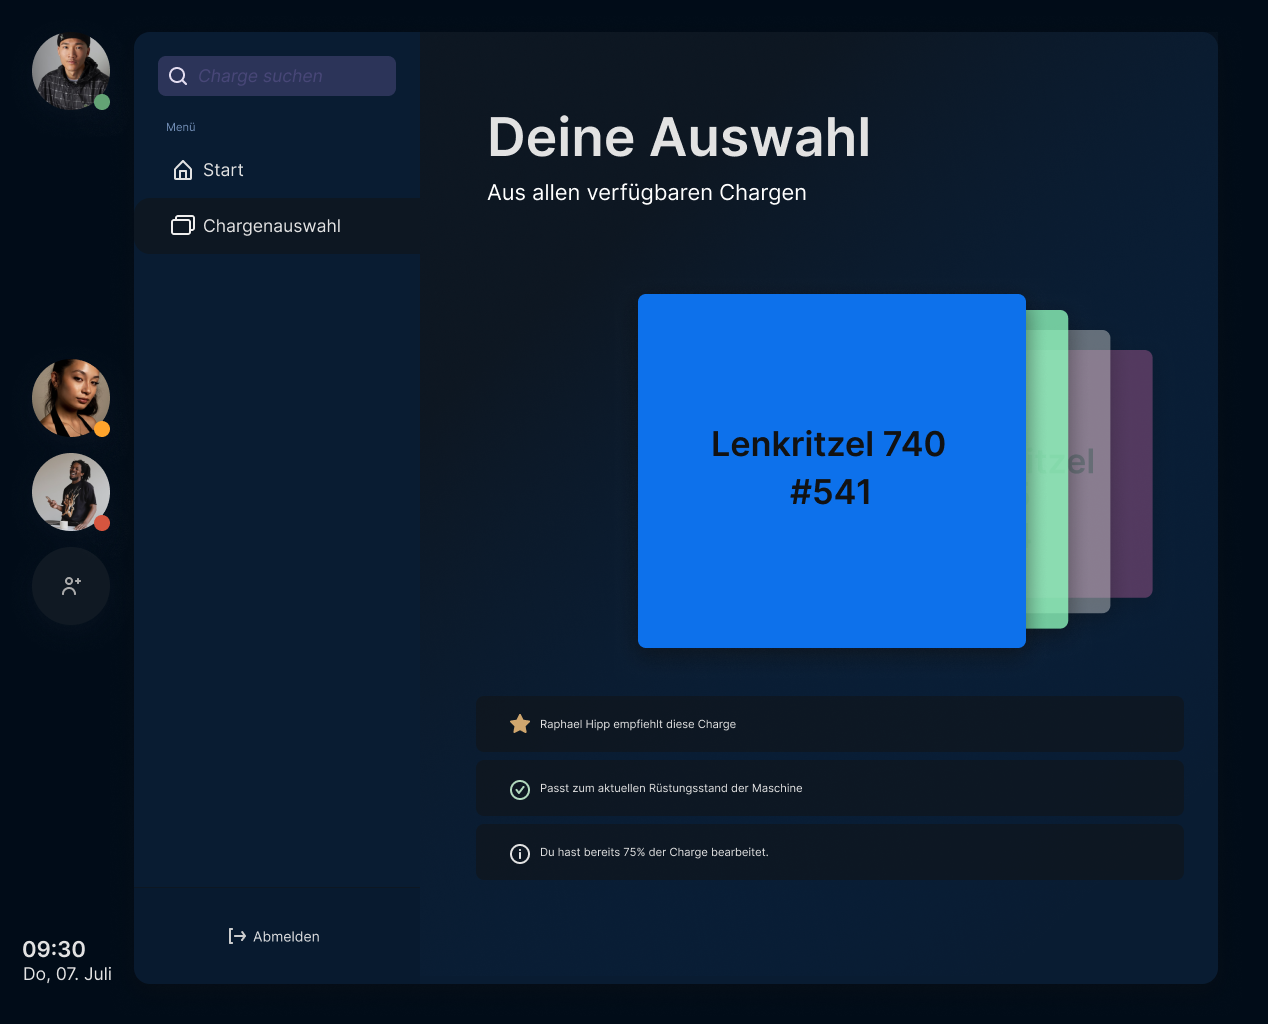 Charge suchen
Menü
Start
Chargenauswahl
Deine Auswahl
Aus allen verfügbaren Chargen
Lenkritzel 740
#541
Raphael Hipp empfiehlt diese Charge
Passt zum aktuellen Rüstungsstand der Maschine
Du hast bereits 75% der Charge bearbeitet.
Abmelden
09:30
Do, 07. Juli